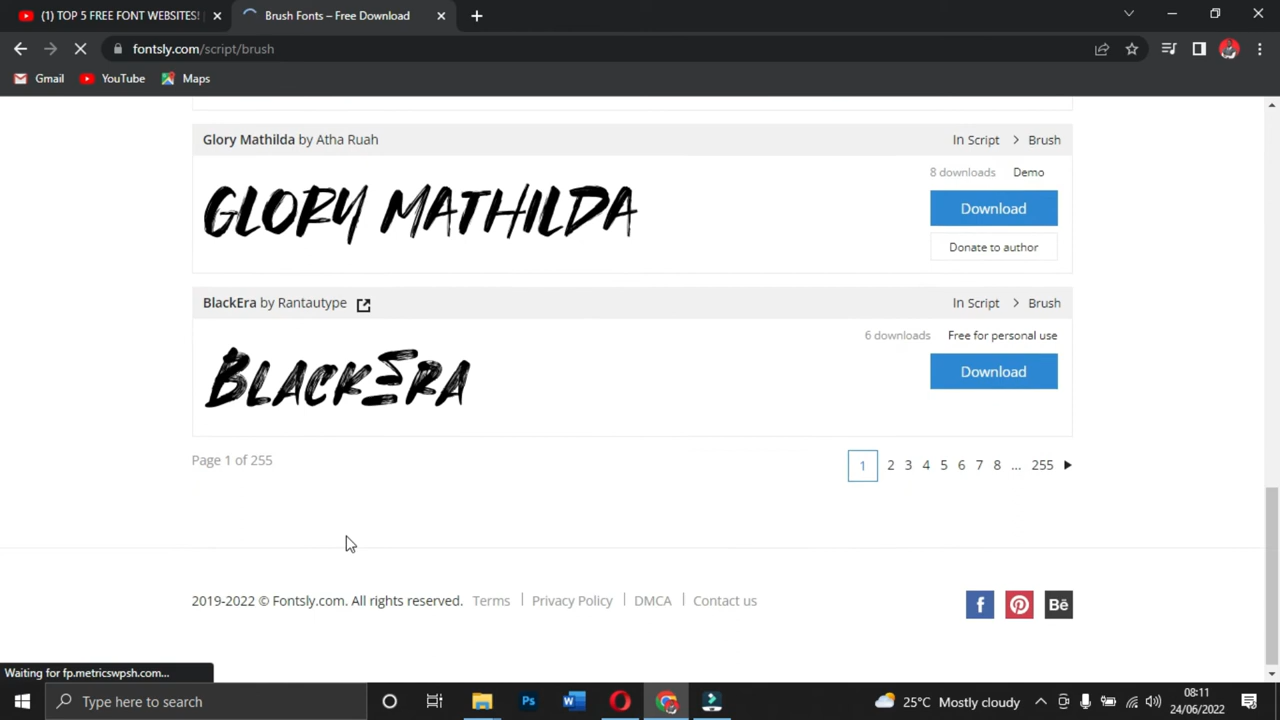 (1) TOP 5 FREE FONT WEBSITES! |
Brush Fonts – Free Download
fontsly.com/script/brush
Gmail
YouTube
Maps
Glory Mathilda by Atha Ruah
In Script > Brush
8 downloads
Demo
GLORY MATHILDA
Download
Donate to author
BlackEra by Rantautype
In Script > Brush
6 downloads
Free for personal use
BLACKERA
Download
Page 1 of 255
1 2 3 4 5 6 7 8 ... 255
2019-2022 © Fontsly.com. All rights reserved.
Terms
Privacy Policy
DMCA
Contact us
f
Bē
Waiting for fp.metricswpsh.com...
Type here to search
Ps
W
25°C Mostly cloudy
08:11
24/06/2022